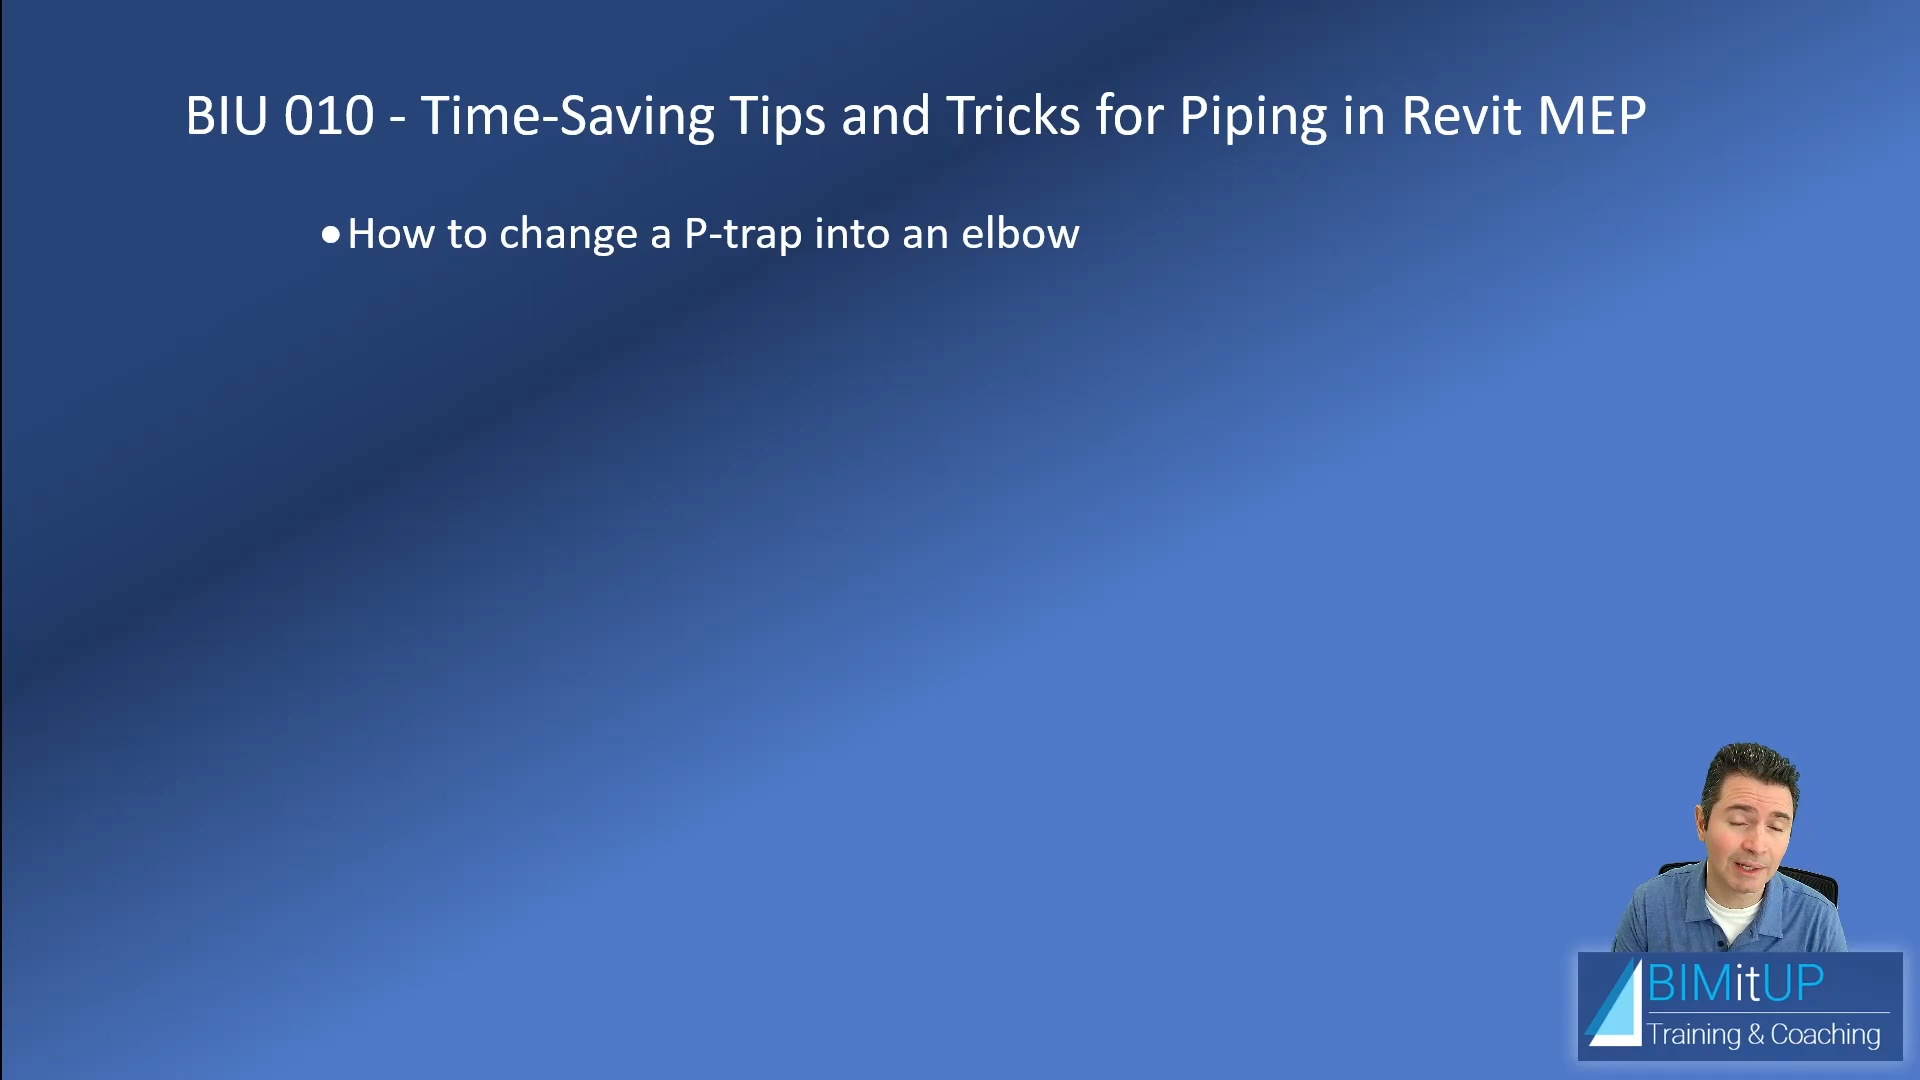 BIU 010 - Time-Saving Tips and Tricks for Piping in Revit MEP
•How to change a P-trap into an elbow
BIMitUP
Training & Coaching